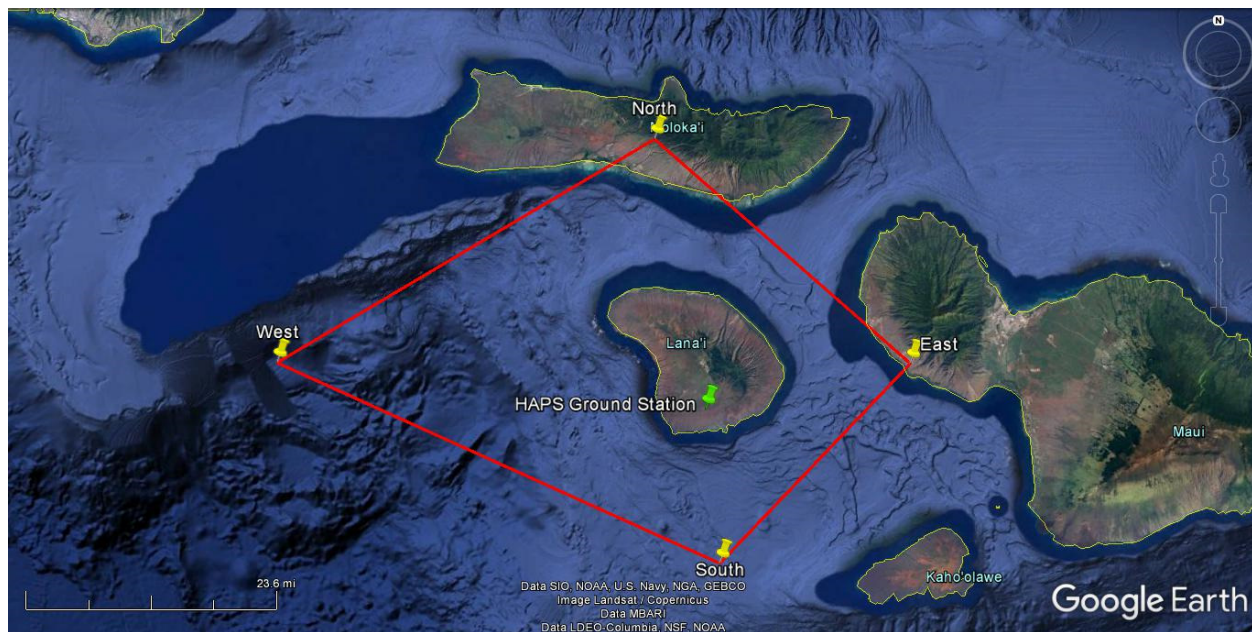 N
North
Moloka'i
West
Lana'i
East
HAPS Ground Station
Maui
South
Kaho'olawe
23.6 mi
Data SIO, NOAA, U.S. Navy, NGA, GEBCO
Image Landsat / Copernicus
Data MBARI
Data LDEO-Columbia, NSF, NOAA
Google Earth